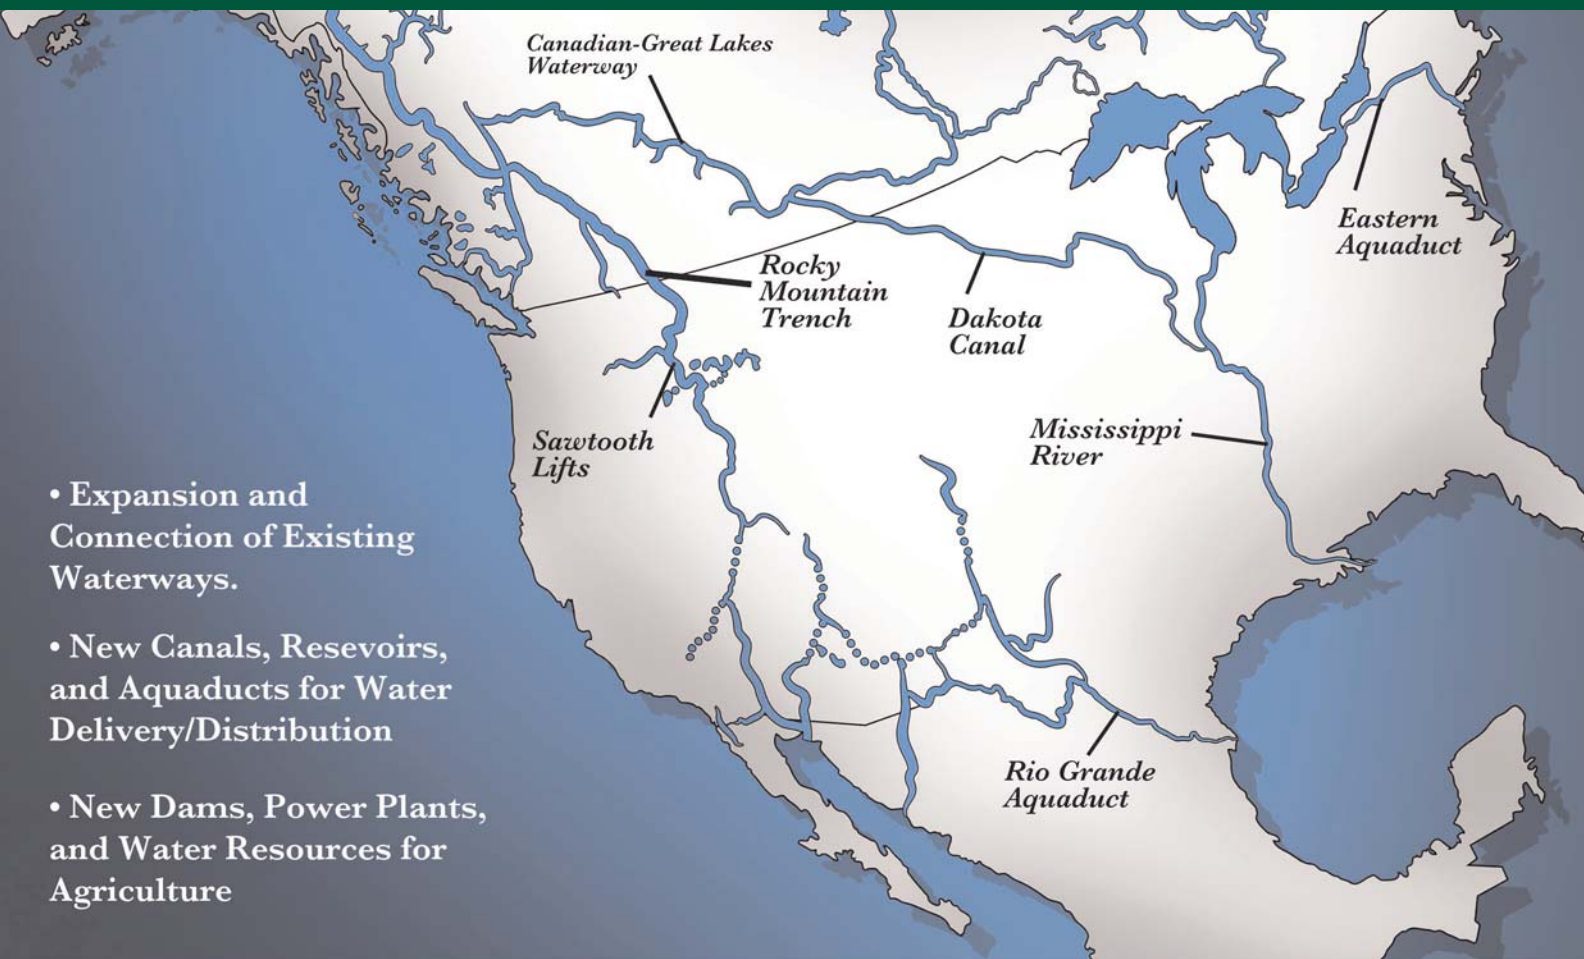 Canadian-Great Lakes
Waterway
Eastern
Aquaduct
Rocky
Mountain
Trench
Dakota
Canal
Sawtooth
Lifts
Mississippi
River
• Expansion and
Connection of Existing
Waterways.
• New Canals, Resevoirs,
and Aquaducts for Water
Delivery/Distribution
Rio Grande
Aquaduct
• New Dams, Power Plants,
and Water Resources for
Agriculture